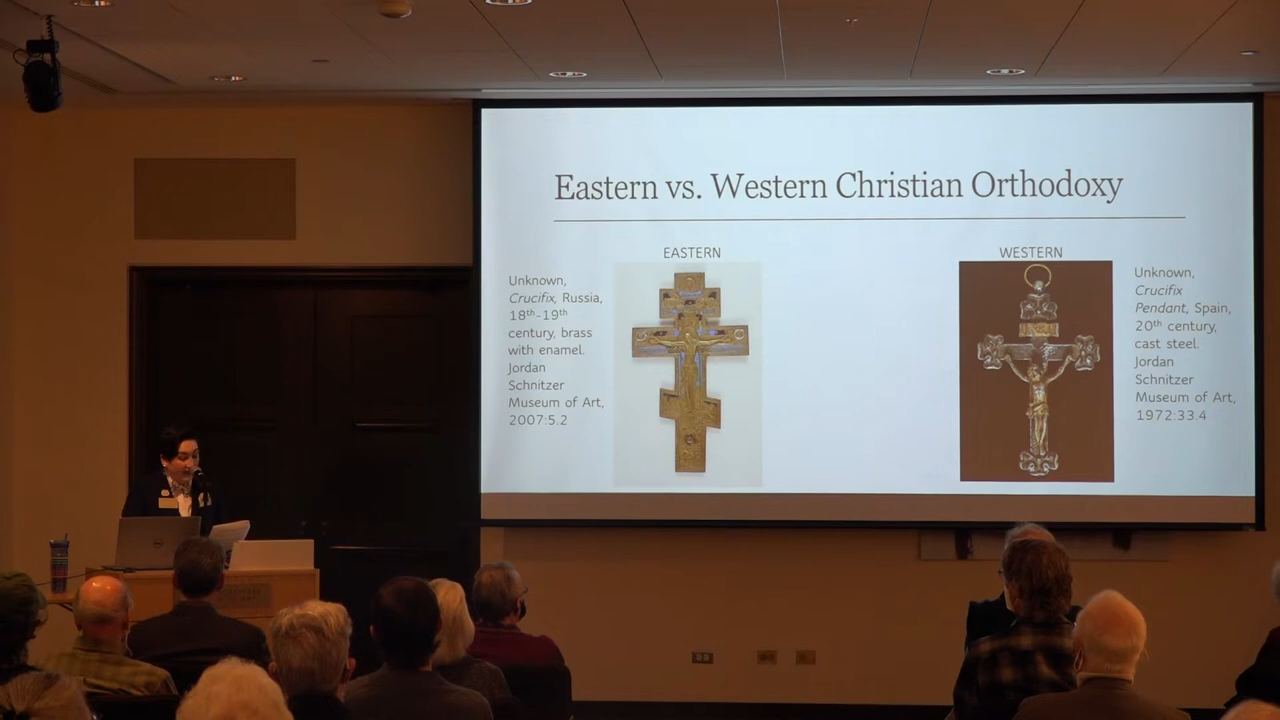 Eastern vs. Western Christian Orthodoxy
EASTERN
Unknown,
Crucifix, Russia,
18th-19th
century, brass
with enamel.
Jordan
Schnitzer
Museum of Art,
2007:5.2
WESTERN
Unknown,
Crucifix
Pendant, Spain,
20th century,
cast steel.
Jordan
Schnitzer
Museum of Art,
1972:33.4